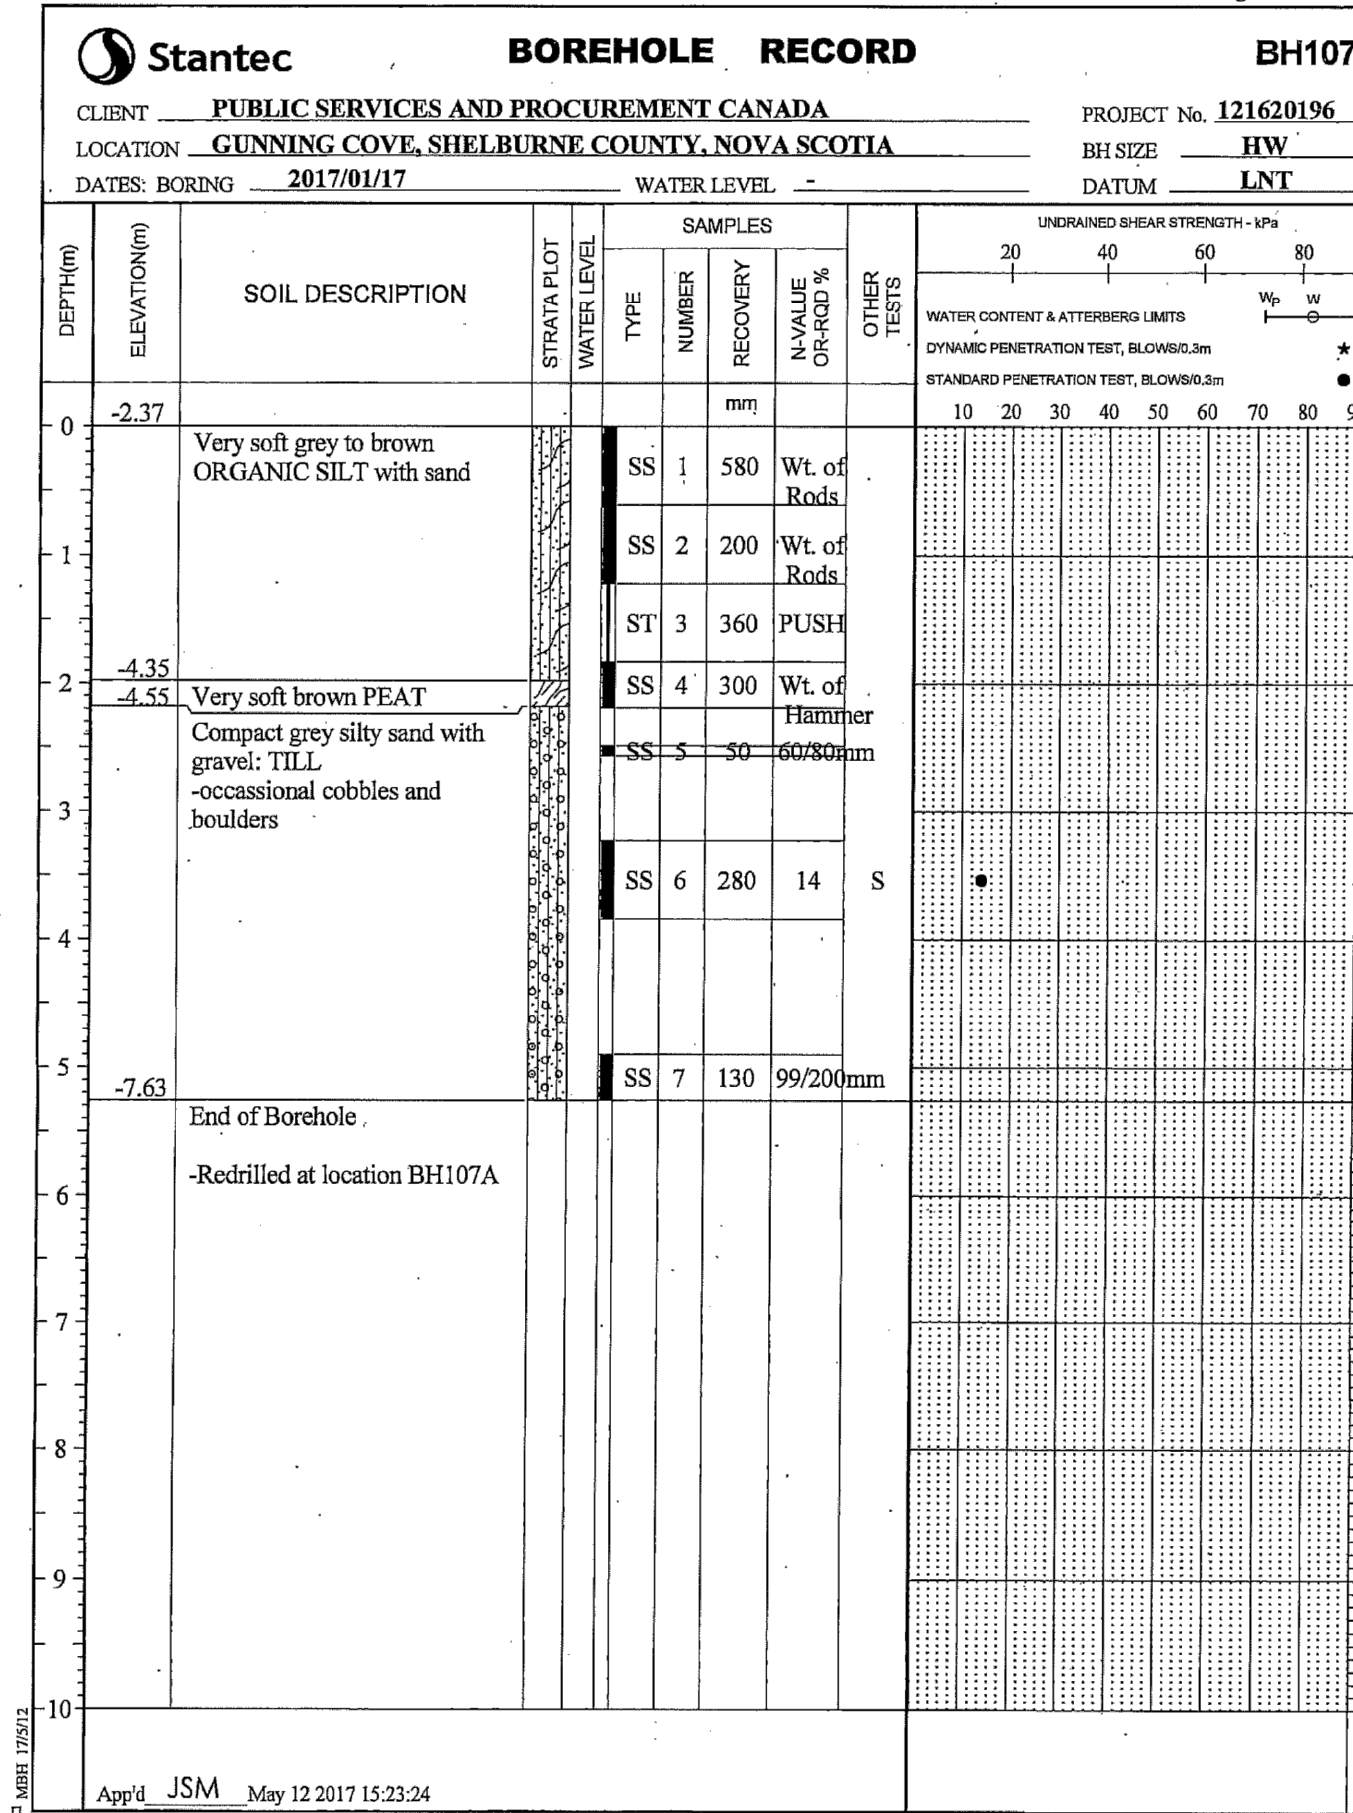 Stantec BOREHOLE RECORD BH107
CLIENT PUBLIC SERVICES AND PROCUREMENT CANADA PROJECT No. 121620196
LOCATION GUNNING COVE, SHELBURNE COUNTY, NOVA SCOTIA BH SIZE HW
DATES: BORING 2017/01/17 WATER LEVEL - DATUM LNT
DEPTH(m)
ELEVATION(m)
SOIL DESCRIPTION
STRATA PLOT
WATER LEVEL
SAMPLES
TYPE
NUMBER
RECOVERY
N-VALUE
OR-RQD %
OTHER
TESTS
UNDRAINED SHEAR STRENGTH - kPa
20 40 60 80
WP W
WATER CONTENT & ATTERBERG LIMITS
DYNAMIC PENETRATION TEST, BLOWS/0.3m ★
STANDARD PENETRATION TEST, BLOWS/0.3m ●
-2.37 mm 10 20 30 40 50 60 70 80 9
0
Very soft grey to brown
ORGANIC SILT with sand
SS 1 580 Wt. of
Rods
1
SS 2 200 Wt. of
Rods
ST 3 360 PUSH
-4.35
2
SS 4 300 Wt. of
Hammer
-4.55 Very soft brown PEAT
Compact grey silty sand with
gravel: TILL
-occassional cobbles and
boulders
SS 5 50 60/80mm
3
SS 6 280 14 S
4
5
-7.63
SS 7 130 99/200mm
End of Borehole
-Redrilled at location BH107A
6
7
8
9
10
MBH 17/5/12
App'd JSM May 12 2017 15:23:24